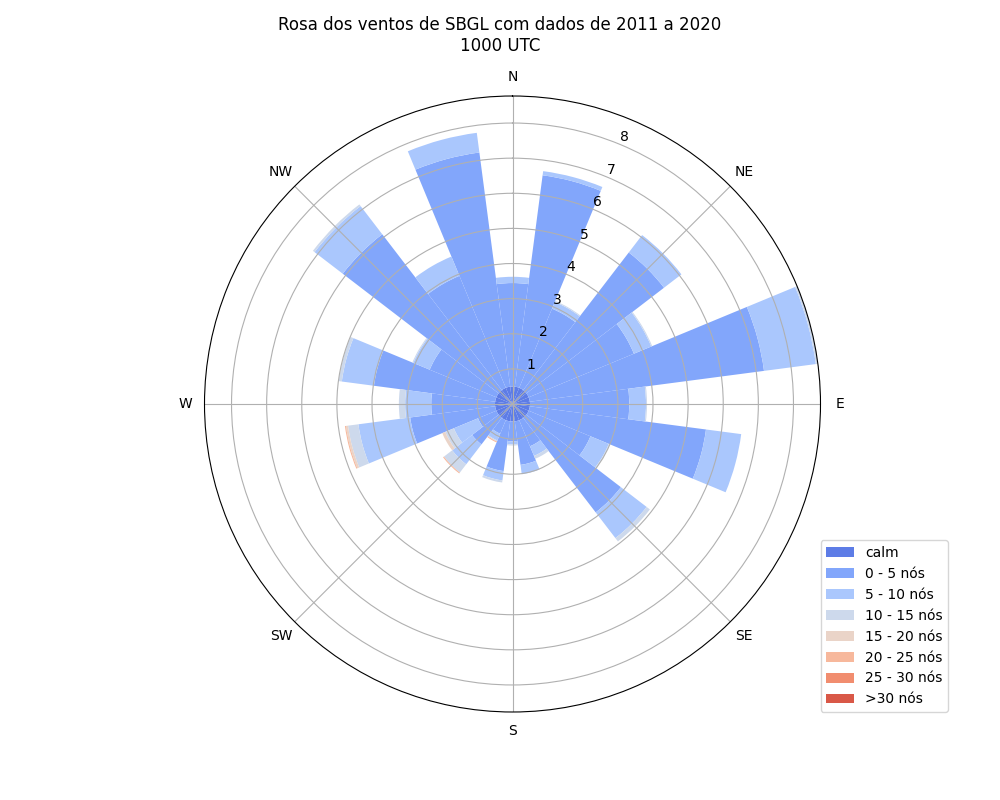 Rosa dos ventos de SBGL com dados de 2011 a 2020
1000 UTC
N
NW
NE
8
7
6
5
4
3
2
1
W
E
SW
SE
S
calm
0 - 5 nós
5 - 10 nós
10 - 15 nós
15 - 20 nós
20 - 25 nós
25 - 30 nós
>30 nós